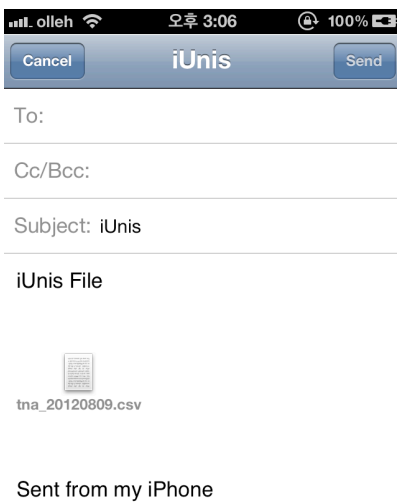 olleh 오후 3:06 100%
Cancel iUnis Send
To:
Cc/Bcc:
Subject: iUnis
iUnis File
tna_20120809.csv
Sent from my iPhone